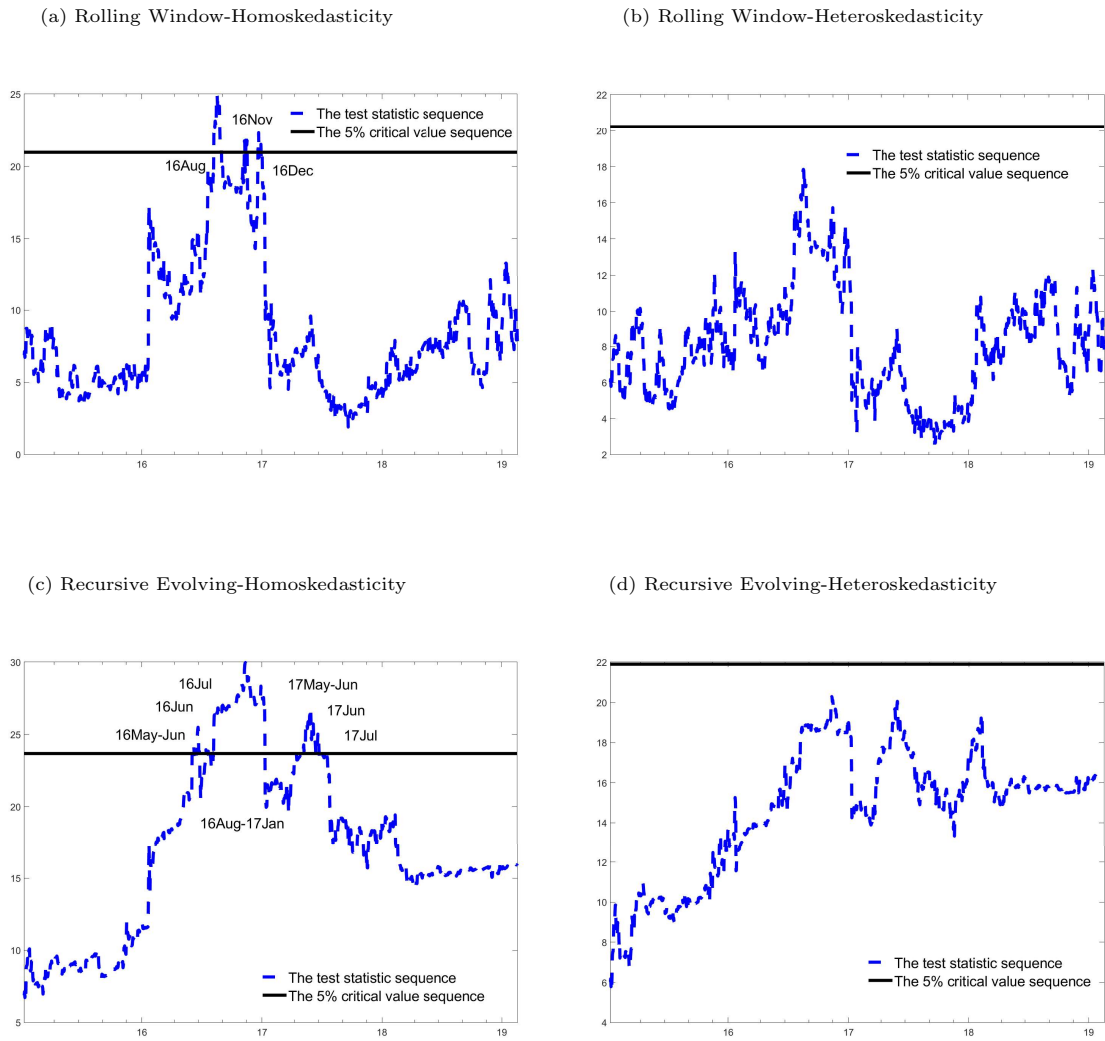 (a) Rolling Window-Homoskedasticity
(b) Rolling Window-Heteroskedasticity
25
20
15
10
5
0
16
17
18
19
The test statistic sequence
The 5% critical value sequence
16Nov
16Aug
16Dec
22
20
18
16
14
12
10
8
6
4
2
16
17
18
19
The test statistic sequence
The 5% critical value sequence
(c) Recursive Evolving-Homoskedasticity
(d) Recursive Evolving-Heteroskedasticity
30
25
20
15
10
5
16
17
18
19
16Jul
17May-Jun
16Jun
17Jun
16May-Jun
17Jul
16Aug-17Jan
The test statistic sequence
The 5% critical value sequence
22
20
18
16
14
12
10
8
6
4
16
17
18
19
The test statistic sequence
The 5% critical value sequence